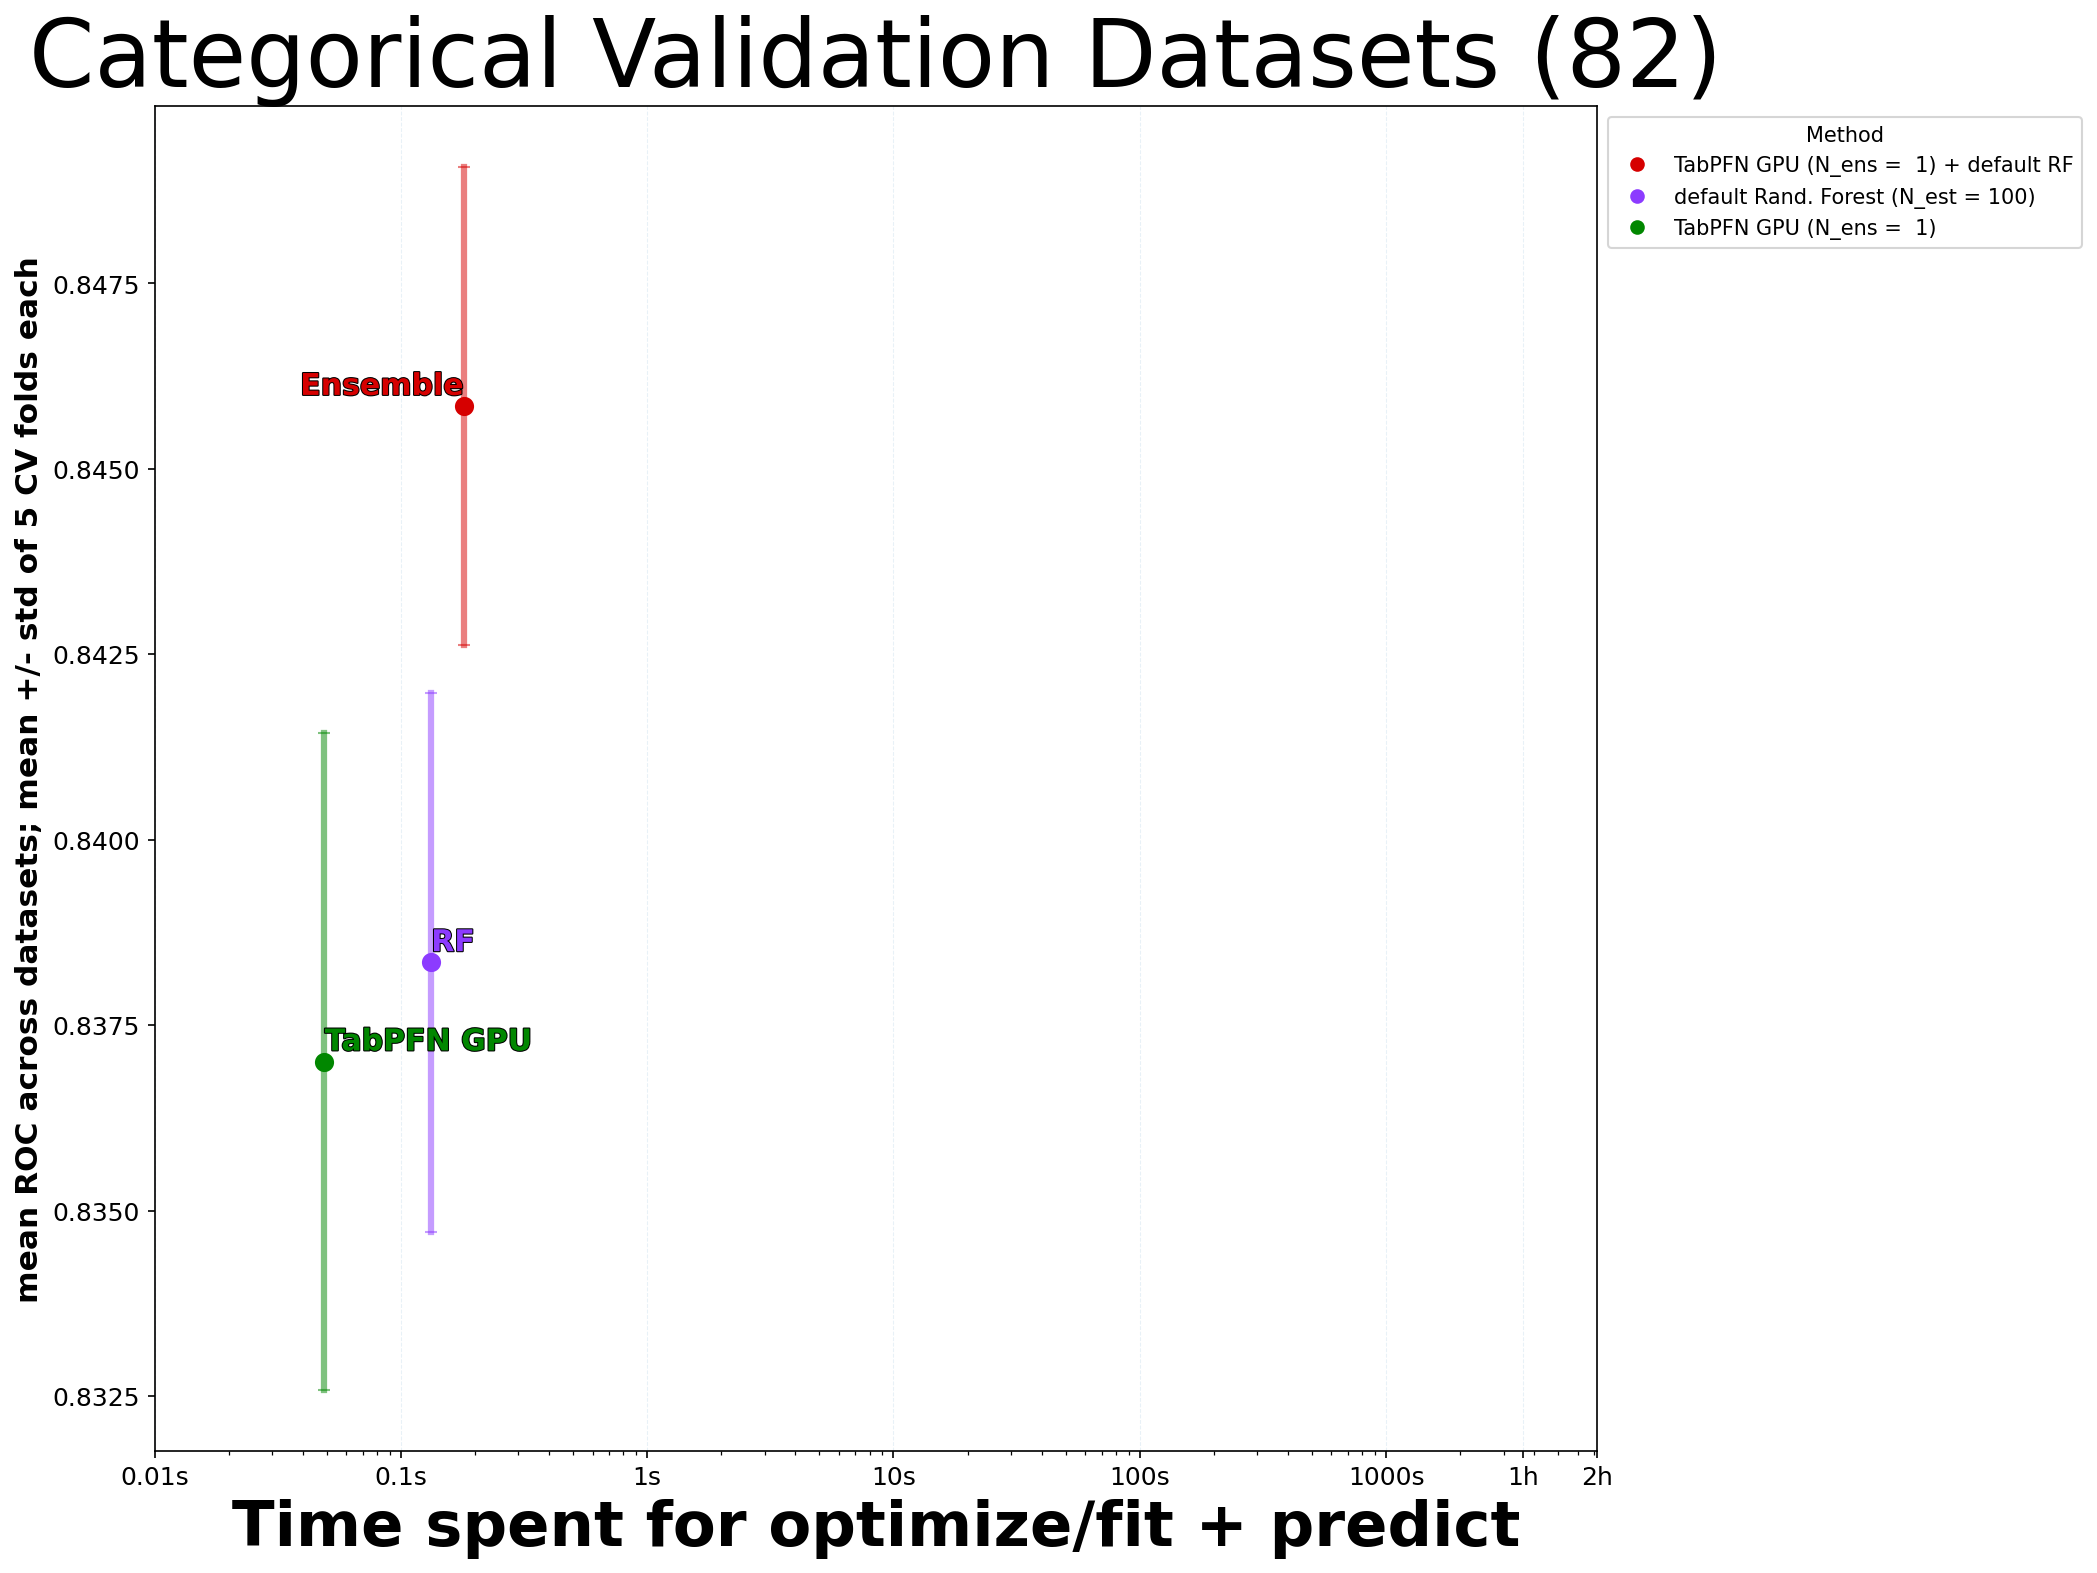 Categorical Validation Datasets (82)
mean ROC across datasets; mean +/- std of 5 CV folds each
0.8475
0.8450
0.8425
0.8400
0.8375
0.8350
0.8325
Ensemble
RF
TabPFN GPU
Method
TabPFN GPU (N_ens =  1) + default RF
default Rand. Forest (N_est = 100)
TabPFN GPU (N_ens =  1)
0.01s 0.1s 1s 10s 100s 1000s 1h 2h
Time spent for optimize/fit + predict